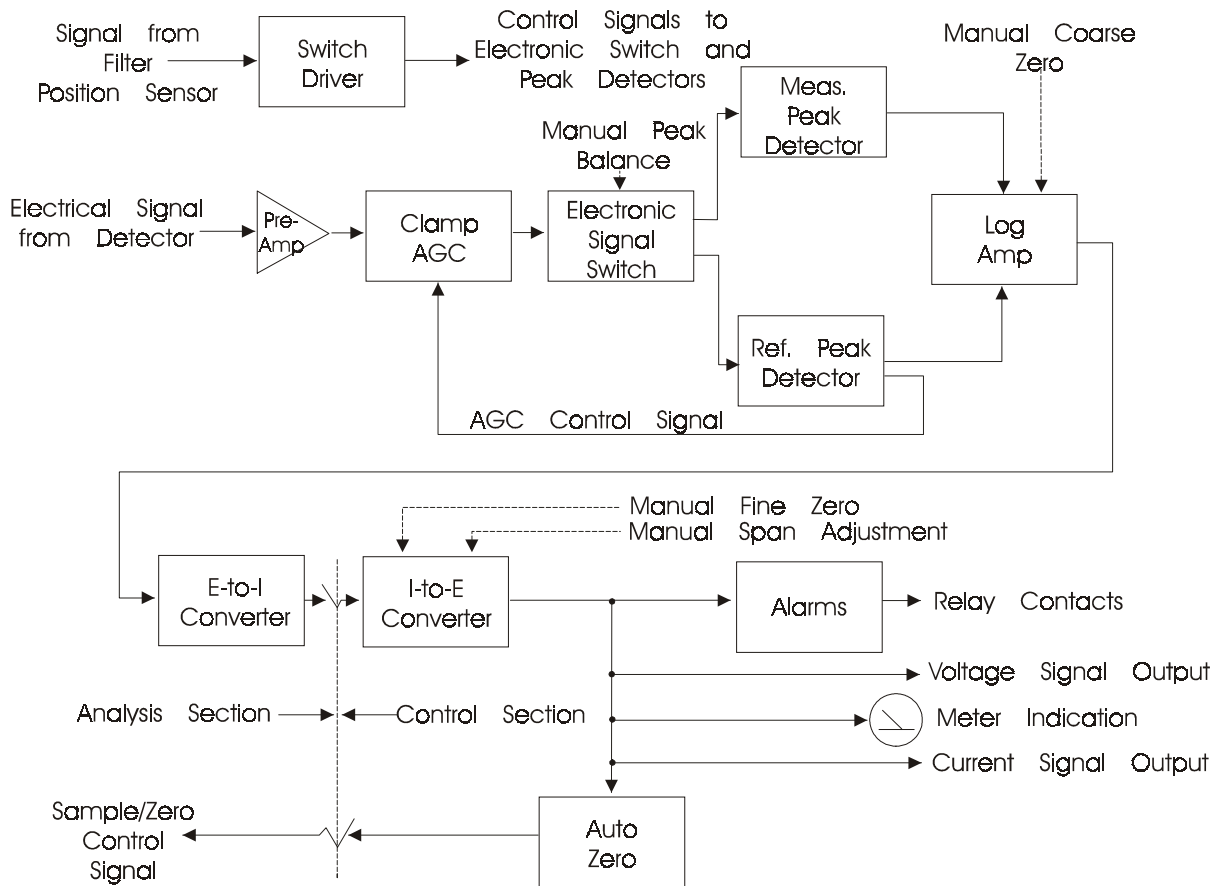 Signal from
Filter
Position Sensor
Switch
Driver
Control Signals to
Electronic Switch and
Peak Detectors
Manual Coarse
Zero
Meas.
Peak
Detector
Manual Peak
Balance
Electrical Signal
from Detector
Pre-
Amp
Clamp
AGC
Electronic
Signal
Switch
Log
Amp
Ref. Peak
Detector
AGC Control Signal
Manual Fine Zero
Manual Span Adjustment
E-to-I
Converter
I-to-E
Converter
Alarms
Relay Contacts
Voltage Signal Output
Analysis Section
Control Section
Meter Indication
Current Signal Output
Sample/Zero
Control
Signal
Auto
Zero